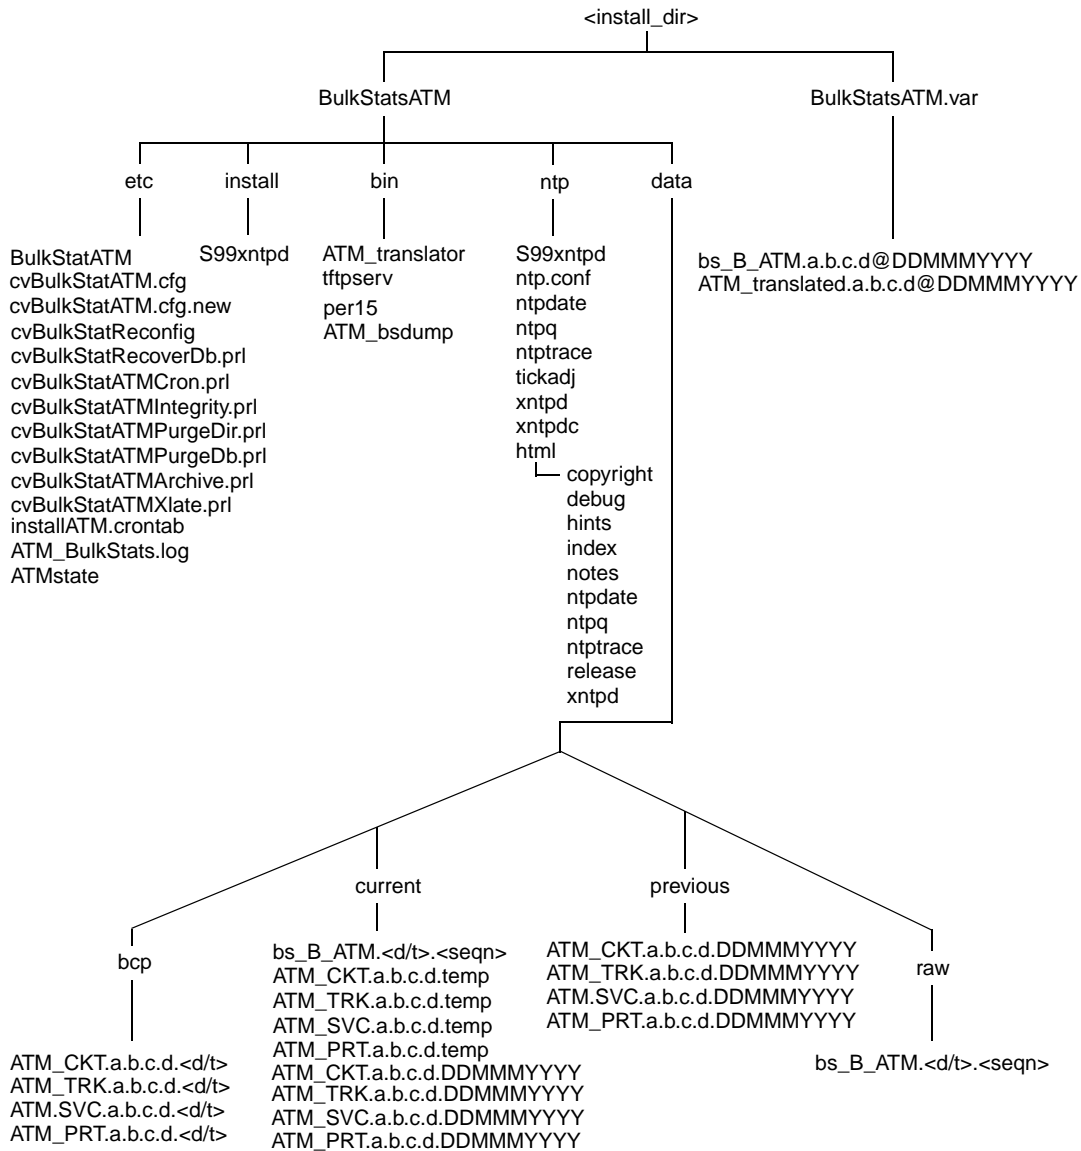 <install_dir>
BulkStatsATM
BulkStatsATM.var
etc
install
bin
ntp
data
BulkStatATM
cvBulkStatATM.cfg
cvBulkStatATM.cfg.new
cvBulkStatReconfig
cvBulkStatRecoverDb.prl
cvBulkStatATMCron.prl
cvBulkStatATMIntegrity.prl
cvBulkStatATMPurgeDir.prl
cvBulkStatATMPurgeDb.prl
cvBulkStatATMArchive.prl
cvBulkStatATMXlate.prl
installATM.crontab
ATM_BulkStats.log
ATMstate
S99xntpd
ATM_translator
tftpserv
per15
ATM_bsdump
S99xntpd
ntp.conf
ntpdate
ntpq
ntptrace
tickadj
xntpd
xntpdc
html
copyright
debug
hints
index
notes
ntpdate
ntpq
ntptrace
release
xntpd
bs_B_ATM.a.b.c.d@DDMMMYYYY
ATM_translated.a.b.c.d@DDMMMYYYY
bcp
ATM_CKT.a.b.c.d.<d/t>
ATM_TRK.a.b.c.d.<d/t>
ATM.SVC.a.b.c.d.<d/t>
ATM_PRT.a.b.c.d.<d/t>
current
bs_B_ATM.<d/t>.<seqn>
ATM_CKT.a.b.c.d.temp
ATM_TRK.a.b.c.d.temp
ATM_SVC.a.b.c.d.temp
ATM_PRT.a.b.c.d.temp
ATM_CKT.a.b.c.d.DDMMMYYYY
ATM_TRK.a.b.c.d.DDMMMYYYY
ATM_SVC.a.b.c.d.DDMMMYYYY
ATM_PRT.a.b.c.d.DDMMMYYYY
previous
ATM_CKT.a.b.c.d.DDMMMYYYY
ATM_TRK.a.b.c.d.DDMMMYYYY
ATM.SVC.a.b.c.d.DDMMMYYYY
ATM_PRT.a.b.c.d.DDMMMYYYY
raw
bs_B_ATM.<d/t>.<seqn>